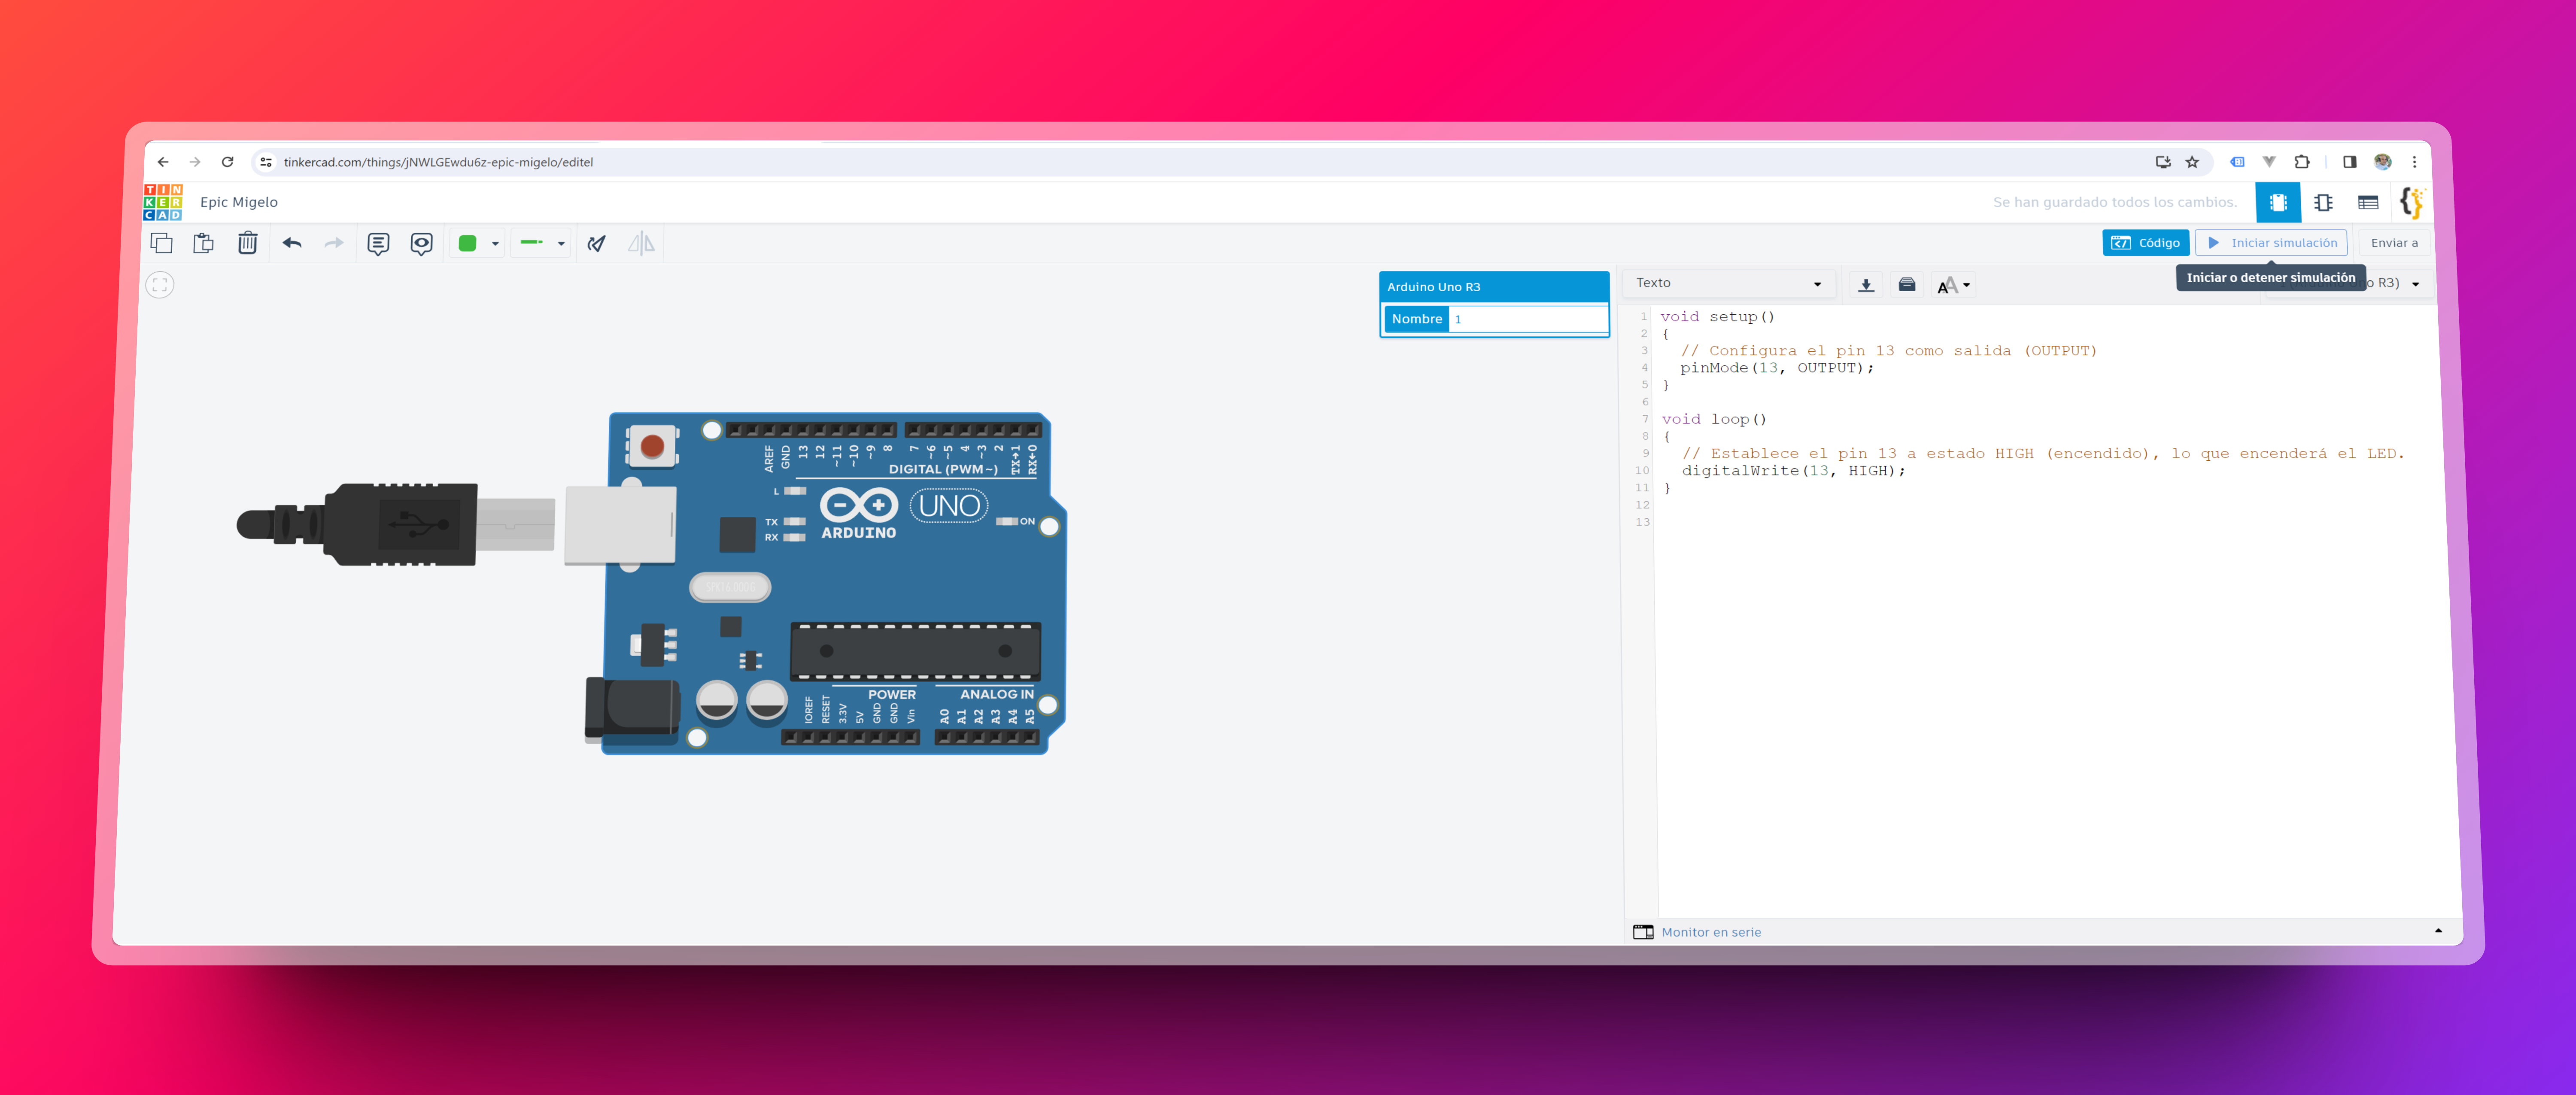 tinkercad.com/things/jNWLGEwdu6z-epic-migelo/editel
TIN
KER
CAD
Epic Migelo
Se han guardado todos los cambios.
Código
Iniciar simulación
Enviar a
Iniciar o detener simulación
o R3)
Arduino Uno R3
Nombre 1
Texto
1 void setup()
2 {
3 // Configura el pin 13 como salida (OUTPUT)
4 pinMode(13, OUTPUT);
5 }
6
7 void loop()
8 {
9 // Establece el pin 13 a estado HIGH (encendido), lo que encenderá el LED.
10 digitalWrite(13, HIGH);
11 }
12
13
AREF GND 13 12 ~11 ~10 ~9 8 7 ~6 ~5 4 ~3 2 TX→1 RX←0
DIGITAL (PWM~)
L
TX
RX
ARDUINO
UNO
ON
POWER
ANALOG IN
IOREF RESET 3.3V 5V GND GND Vin A0 A1 A2 A3 A4 A5
Monitor en serie